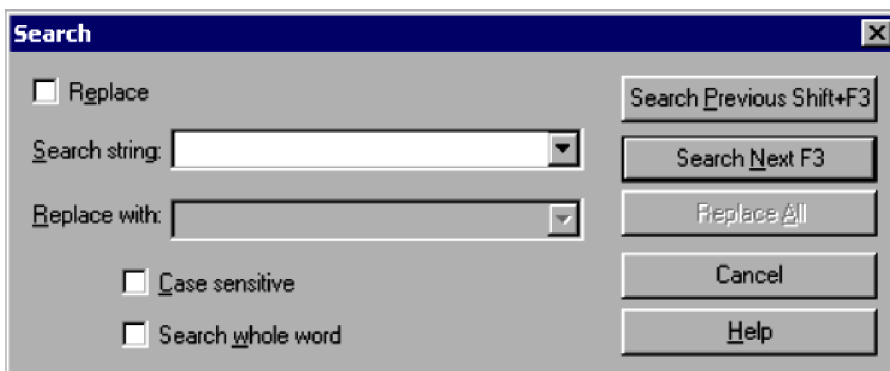 Search
Replace
Search Previous Shift+F3
Search string:
Search Next F3
Replace with:
Replace All
Case sensitive
Cancel
Search whole word
Help